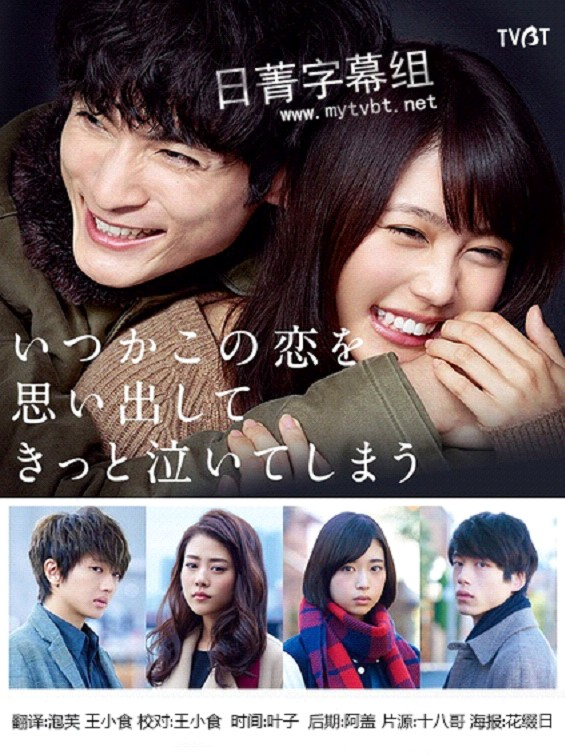 TVBT
日菁字幕组
www.mytvbt.net
いつかこの恋を
思い出して
きっと泣いてしまう
翻译:泡芙 王小食 校对:王小食 时间:叶子 后期:阿盖 片源:十八哥 海报:花缀日